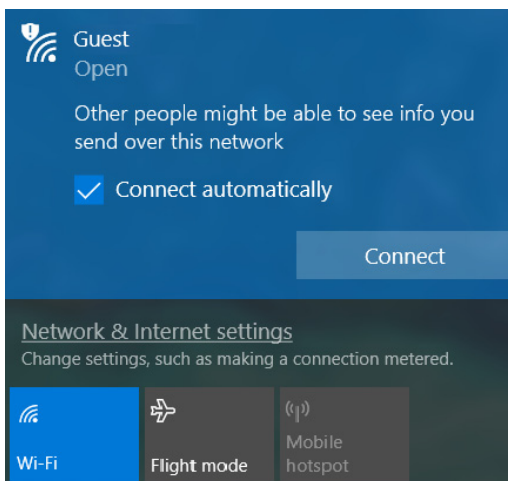 Guest
Open
Other people might be able to see info you
send over this network
Connect automatically
Connect
Network & Internet settings
Change settings, such as making a connection metered.
Wi-Fi
Flight mode
Mobile
hotspot